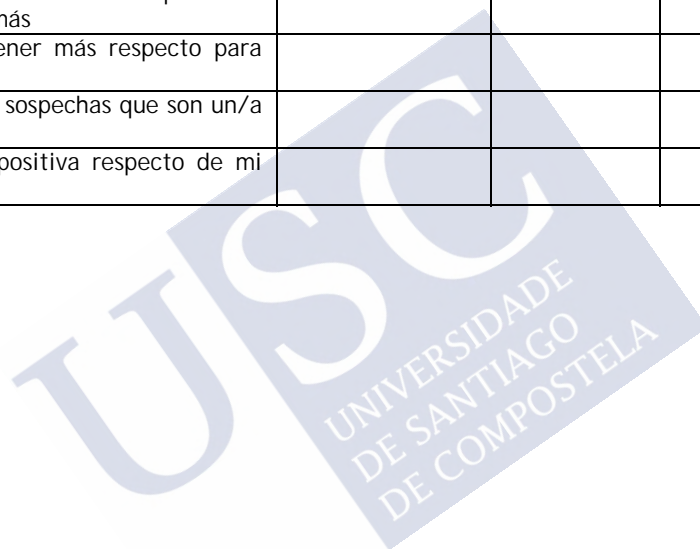 más
ener más respecto para
sospechas que son un/a
positiva respecto de mi
USC
UNIVERSIDADE
DE SANTIAGO
DE COMPOSTELA